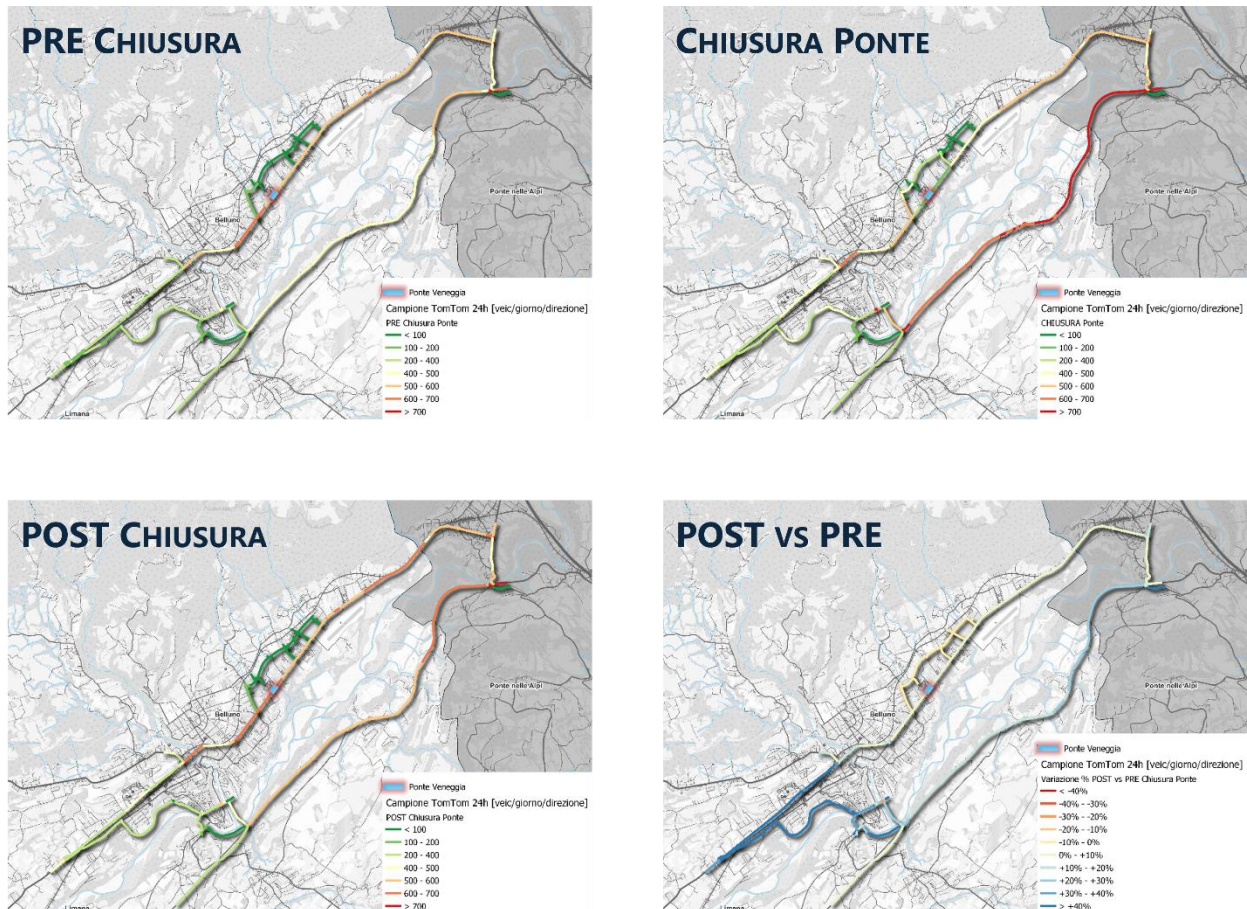 PRE CHIUSURA
Belluno
Ponte nelle Alpi
Limana
Ponte Veneggia
Campione TomTom 24h [veic/giorno/direzione]
PRE Chiusura Ponte
< 100
100 - 200
200 - 400
400 - 500
500 - 600
600 - 700
> 700
CHIUSURA PONTE
Belluno
Ponte nelle Alpi
Limana
Ponte Veneggia
Campione TomTom 24h [veic/giorno/direzione]
CHIUSURA Ponte
< 100
100 - 200
200 - 400
400 - 500
500 - 600
600 - 700
> 700
POST CHIUSURA
Belluno
Ponte nelle Alpi
Limana
Ponte Veneggia
Campione TomTom 24h [veic/giorno/direzione]
POST Chiusura Ponte
< 100
100 - 200
200 - 400
400 - 500
500 - 600
600 - 700
> 700
POST VS PRE
Belluno
Ponte nelle Alpi
Limana
Ponte Veneggia
Campione TomTom 24h [veic/giorno/direzione]
Variazione % POST vs PRE Chiusura Ponte
< -40%
-40% - -30%
-30% - -20%
-20% - -10%
-10% - 0%
0% - +10%
+10% - +20%
+20% - +30%
+30% - +40%
> +40%